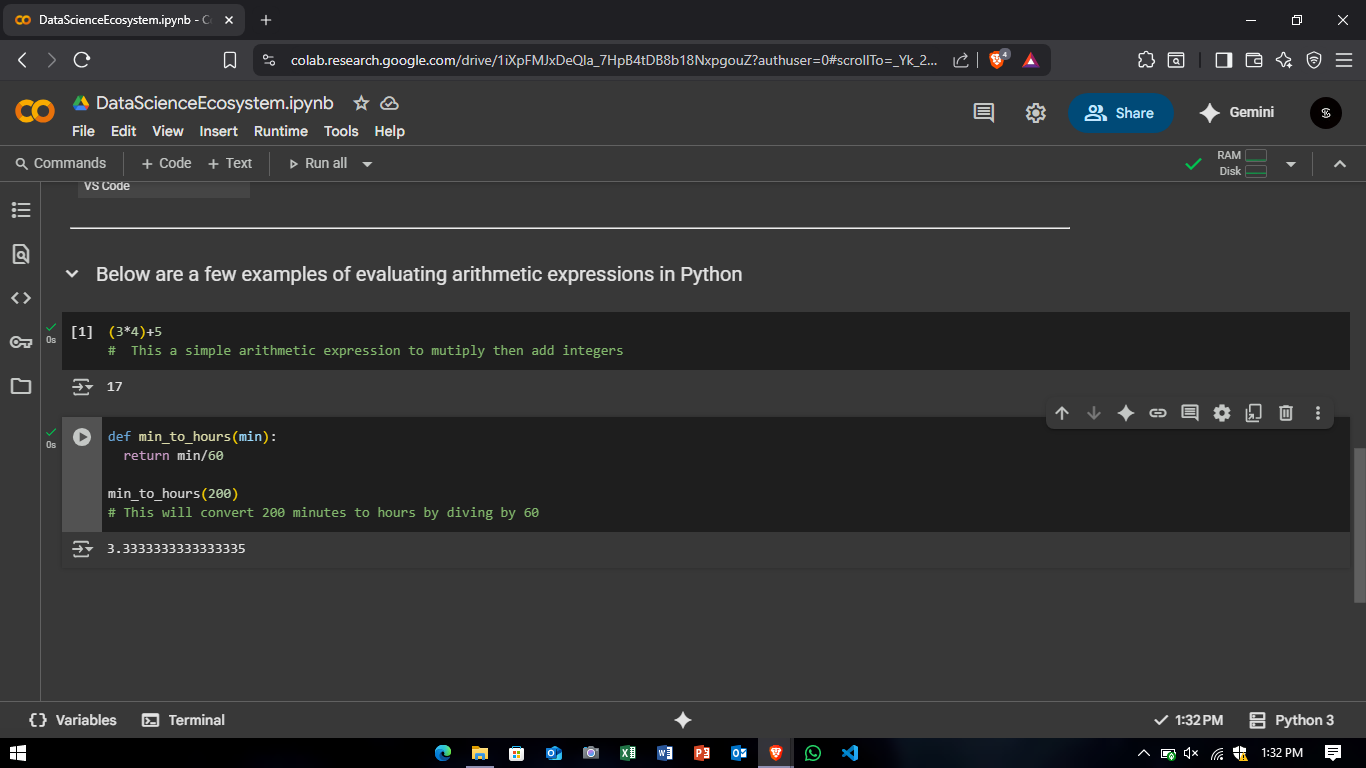 DataScienceEcosystem.ipynb - C
colab.research.google.com/drive/1iXpFMJxDeQIa_7HpB4tDB8b18NxpgouZ?authuser=0#scrollTo=_Yk_2...
4
DataScienceEcosystem.ipynb
File Edit View Insert Runtime Tools Help
Share
Gemini
Commands + Code + Text Run all
RAM
Disk
VS Code
Below are a few examples of evaluating arithmetic expressions in Python
[1] (3*4)+5
0s
#  This a simple arithmetic expression to mutiply then add integers
17
def min_to_hours(min):
0s
return min/60
min_to_hours(200)
# This will convert 200 minutes to hours by diving by 60
3.3333333333333335
{} Variables Terminal 1:32 PM Python 3
1:32 PM